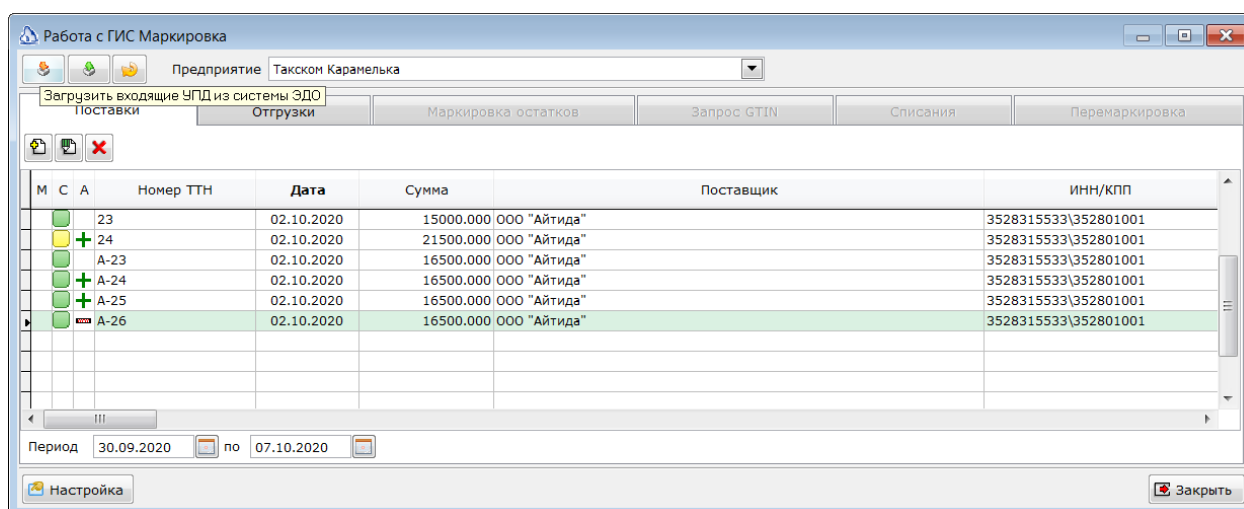 Работа с ГИС Маркировка
Предприятие Такском Карамелька
Загрузить входящие УПД из системы ЭДО
Поставки Отгрузки Маркировка остатков Запрос GTIN Списания Перемаркировка
М С А Номер ТТН Дата Сумма Поставщик ИНН/КПП
23 02.10.2020 15000.000 ООО "Айтида" 3528315533\352801001
24 02.10.2020 21500.000 ООО "Айтида" 3528315533\352801001
А-23 02.10.2020 16500.000 ООО "Айтида" 3528315533\352801001
А-24 02.10.2020 16500.000 ООО "Айтида" 3528315533\352801001
А-25 02.10.2020 16500.000 ООО "Айтида" 3528315533\352801001
А-26 02.10.2020 16500.000 ООО "Айтида" 3528315533\352801001
Период 30.09.2020 по 07.10.2020
Настройка Закрыть